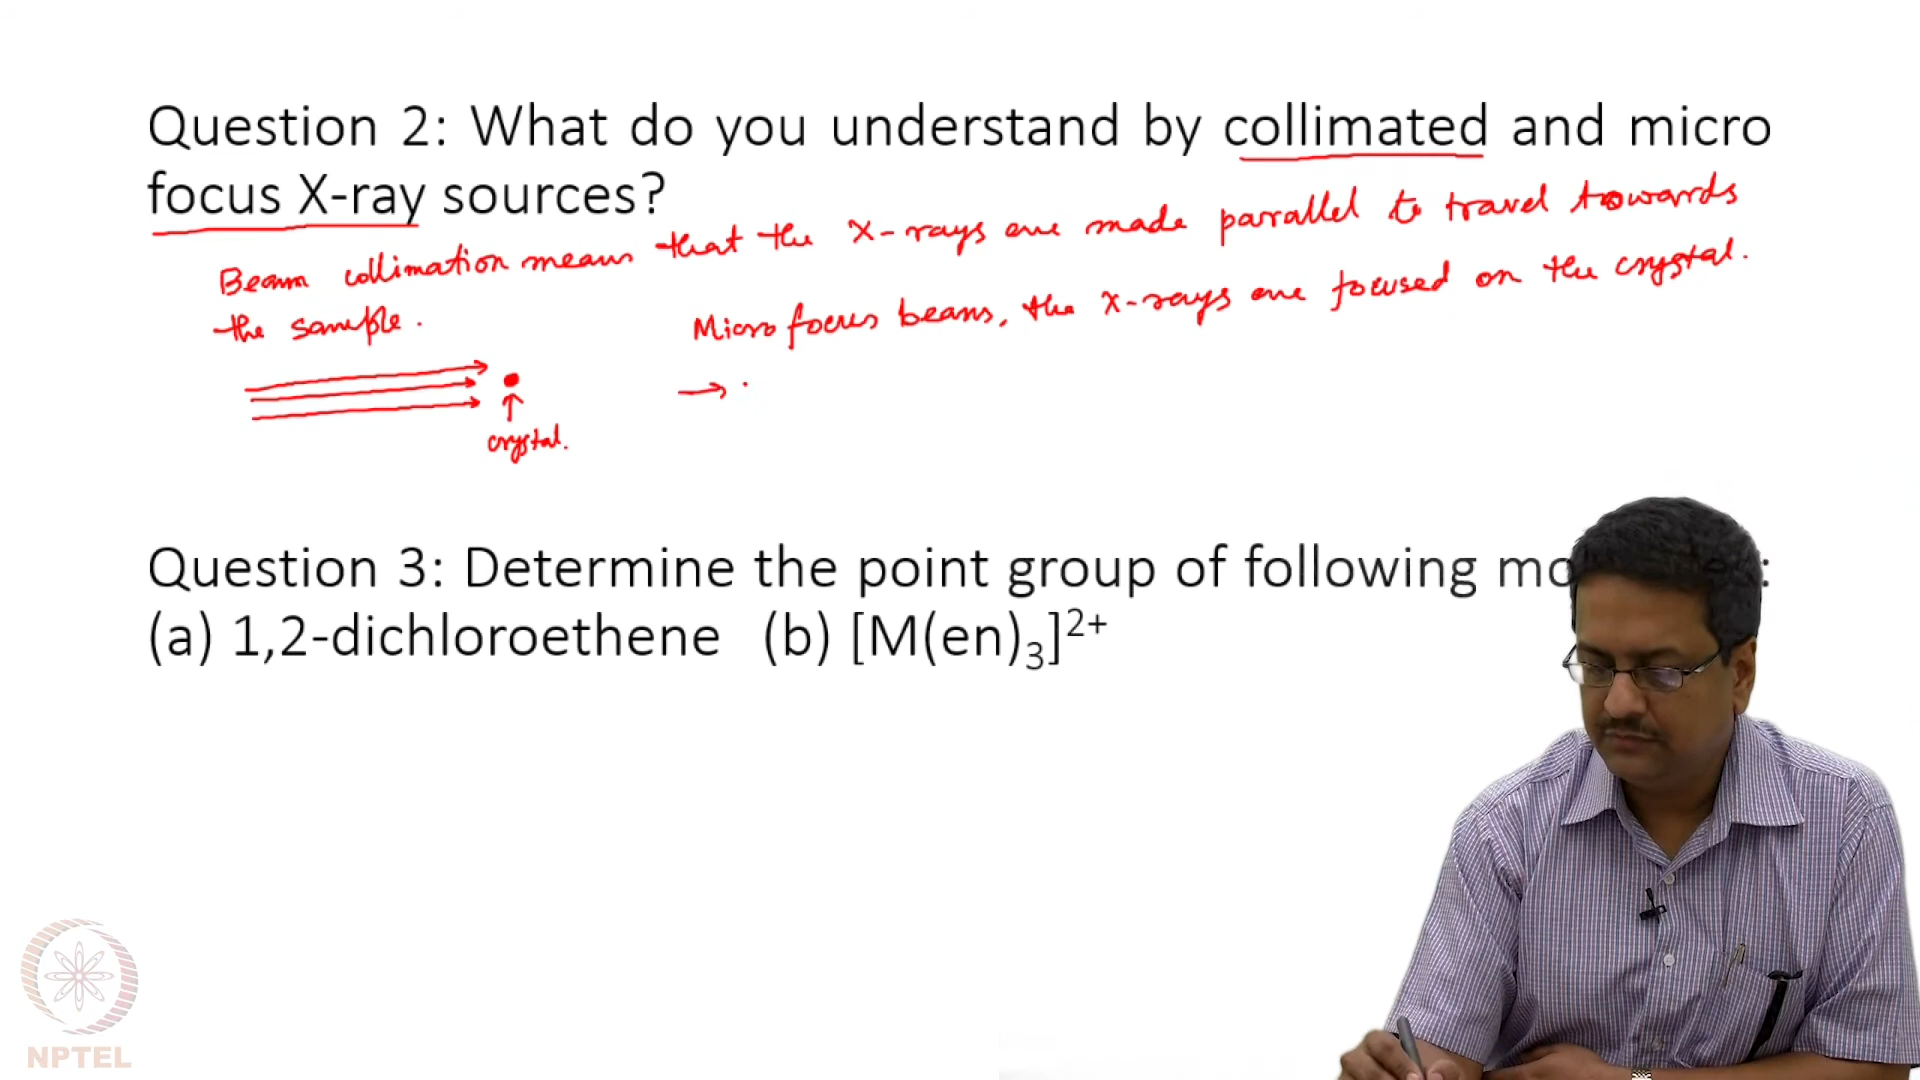 Question 2: What do you understand by collimated and micro
focus X-ray sources?
Beam collimation means that the X-rays are made parallel to travel towards
the sample.
Micro focus beams, the X-rays are focused on the crystal.
crystal.
Question 3: Determine the point group of following mo :
(a) 1,2-dichloroethene (b) [M(en)₃]²⁺
NPTEL